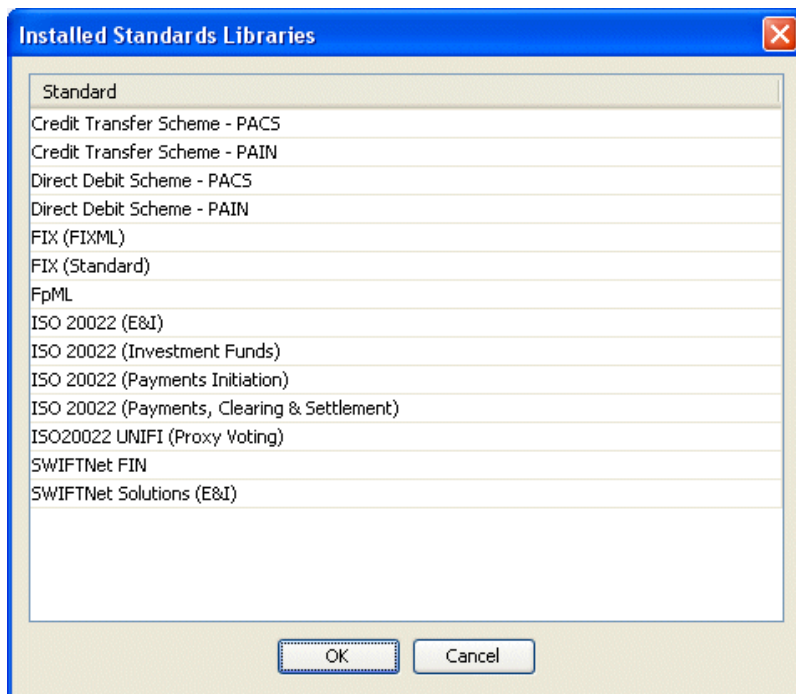 Installed Standards Libraries
Standard
Credit Transfer Scheme - PACS
Credit Transfer Scheme - PAIN
Direct Debit Scheme - PACS
Direct Debit Scheme - PAIN
FIX (FIXML)
FIX (Standard)
FpML
ISO 20022 (E&I)
ISO 20022 (Investment Funds)
ISO 20022 (Payments Initiation)
ISO 20022 (Payments, Clearing & Settlement)
ISO20022 UNIFI (Proxy Voting)
SWIFTNet FIN
SWIFTNet Solutions (E&I)
OK Cancel